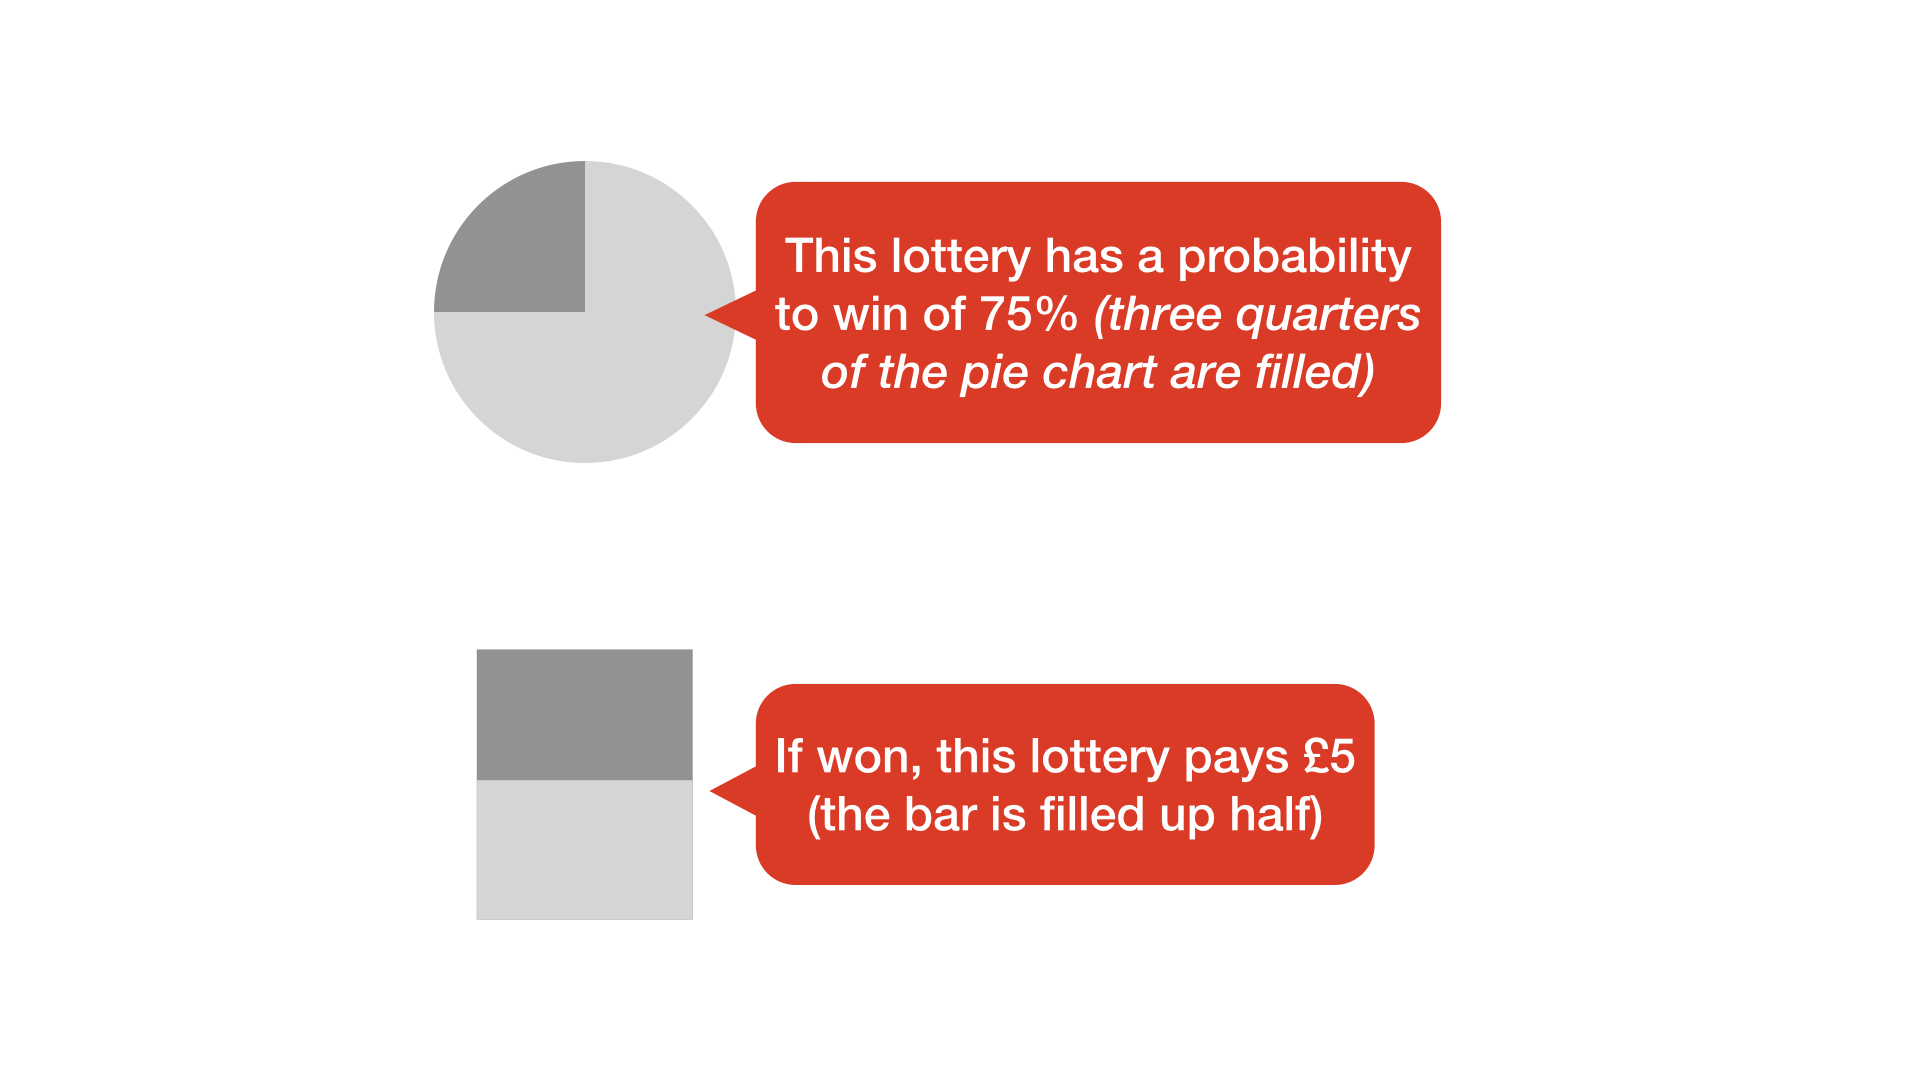 This lottery has a probability
to win of 75% (three quarters
of the pie chart are filled)
If won, this lottery pays £5
(the bar is filled up half)